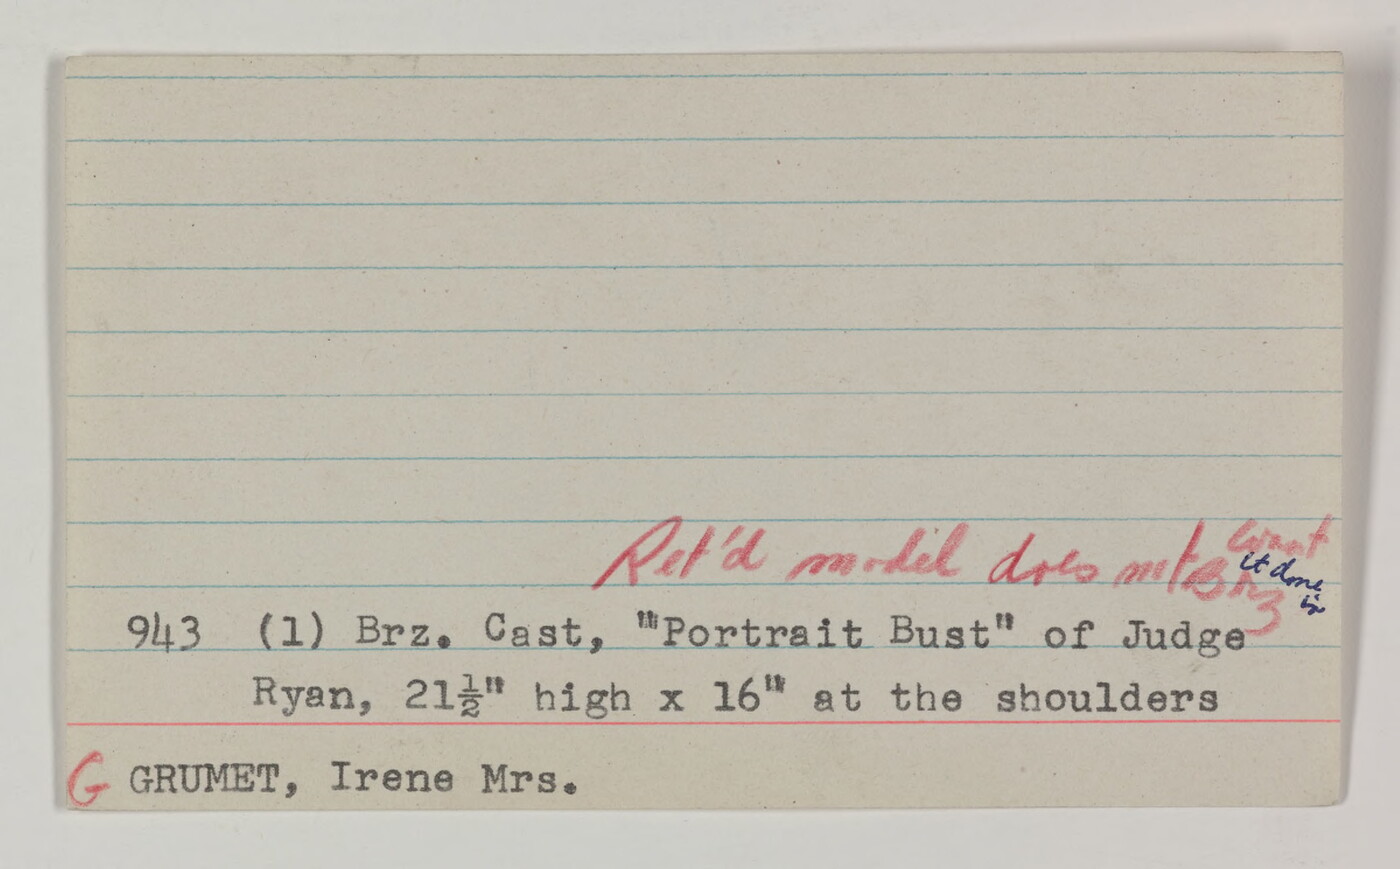 Ret'd model does not want
it done
in
Brz
943 (1) Brz. Cast, "Portrait Bust" of Judge
Ryan, 21½" high x 16" at the shoulders
G GRUMET, Irene Mrs.